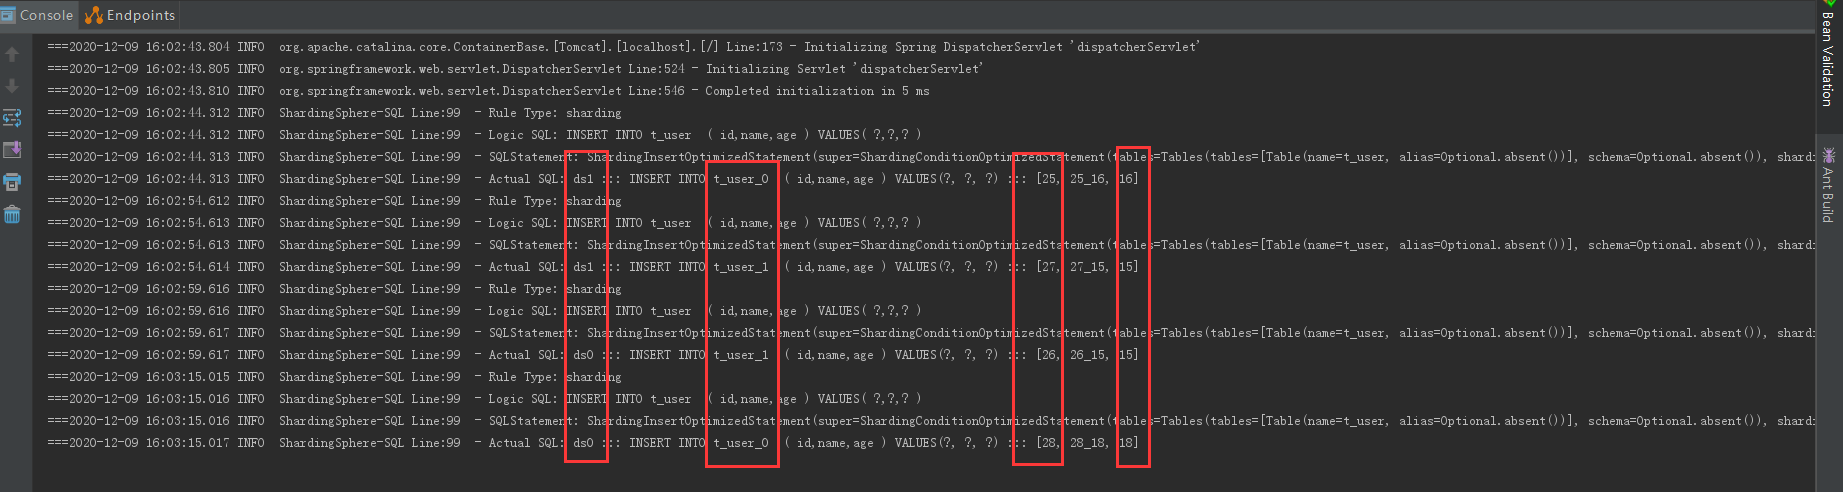 Console Endpoints
===2020-12-09 16:02:43.804 INFO  org.apache.catalina.core.ContainerBase.[Tomcat].[localhost].[/] Line:173 - Initializing Spring DispatcherServlet 'dispatcherServlet'
===2020-12-09 16:02:43.805 INFO  org.springframework.web.servlet.DispatcherServlet Line:524 - Initializing Servlet 'dispatcherServlet'
===2020-12-09 16:02:43.810 INFO  org.springframework.web.servlet.DispatcherServlet Line:546 - Completed initialization in 5 ms
===2020-12-09 16:02:44.312 INFO  ShardingSphere-SQL Line:99  - Rule Type: sharding
===2020-12-09 16:02:44.312 INFO  ShardingSphere-SQL Line:99  - Logic SQL: INSERT INTO t_user  ( id,name,age ) VALUES( ?,?,? )
===2020-12-09 16:02:44.313 INFO  ShardingSphere-SQL Line:99  - SQLStatement: ShardingInsertOptimizedStatement(super=ShardingConditionOptimizedStatement(tables=Tables(tables=[Table(name=t_user, alias=Optional.absent())], schema=Optional.absent()), shardi
===2020-12-09 16:02:44.313 INFO  ShardingSphere-SQL Line:99  - Actual SQL: ds1 ::: INSERT INTO t_user_0  ( id,name,age ) VALUES(?, ?, ?) ::: [25, 25_16, 16]
===2020-12-09 16:02:54.612 INFO  ShardingSphere-SQL Line:99  - Rule Type: sharding
===2020-12-09 16:02:54.613 INFO  ShardingSphere-SQL Line:99  - Logic SQL: INSERT INTO t_user  ( id,name,age ) VALUES( ?,?,? )
===2020-12-09 16:02:54.613 INFO  ShardingSphere-SQL Line:99  - SQLStatement: ShardingInsertOptimizedStatement(super=ShardingConditionOptimizedStatement(tables=Tables(tables=[Table(name=t_user, alias=Optional.absent())], schema=Optional.absent()), shardi
===2020-12-09 16:02:54.614 INFO  ShardingSphere-SQL Line:99  - Actual SQL: ds1 ::: INSERT INTO t_user_1  ( id,name,age ) VALUES(?, ?, ?) ::: [27, 27_15, 15]
===2020-12-09 16:02:59.616 INFO  ShardingSphere-SQL Line:99  - Rule Type: sharding
===2020-12-09 16:02:59.616 INFO  ShardingSphere-SQL Line:99  - Logic SQL: INSERT INTO t_user  ( id,name,age ) VALUES( ?,?,? )
===2020-12-09 16:02:59.617 INFO  ShardingSphere-SQL Line:99  - SQLStatement: ShardingInsertOptimizedStatement(super=ShardingConditionOptimizedStatement(tables=Tables(tables=[Table(name=t_user, alias=Optional.absent())], schema=Optional.absent()), shardi
===2020-12-09 16:02:59.617 INFO  ShardingSphere-SQL Line:99  - Actual SQL: ds0 ::: INSERT INTO t_user_1  ( id,name,age ) VALUES(?, ?, ?) ::: [26, 26_15, 15]
===2020-12-09 16:03:15.015 INFO  ShardingSphere-SQL Line:99  - Rule Type: sharding
===2020-12-09 16:03:15.016 INFO  ShardingSphere-SQL Line:99  - Logic SQL: INSERT INTO t_user  ( id,name,age ) VALUES( ?,?,? )
===2020-12-09 16:03:15.016 INFO  ShardingSphere-SQL Line:99  - SQLStatement: ShardingInsertOptimizedStatement(super=ShardingConditionOptimizedStatement(tables=Tables(tables=[Table(name=t_user, alias=Optional.absent())], schema=Optional.absent()), shardi
===2020-12-09 16:03:15.017 INFO  ShardingSphere-SQL Line:99  - Actual SQL: ds0 ::: INSERT INTO t_user_0  ( id,name,age ) VALUES(?, ?, ?) ::: [28, 28_18, 18]
Bean Validation
Ant Build